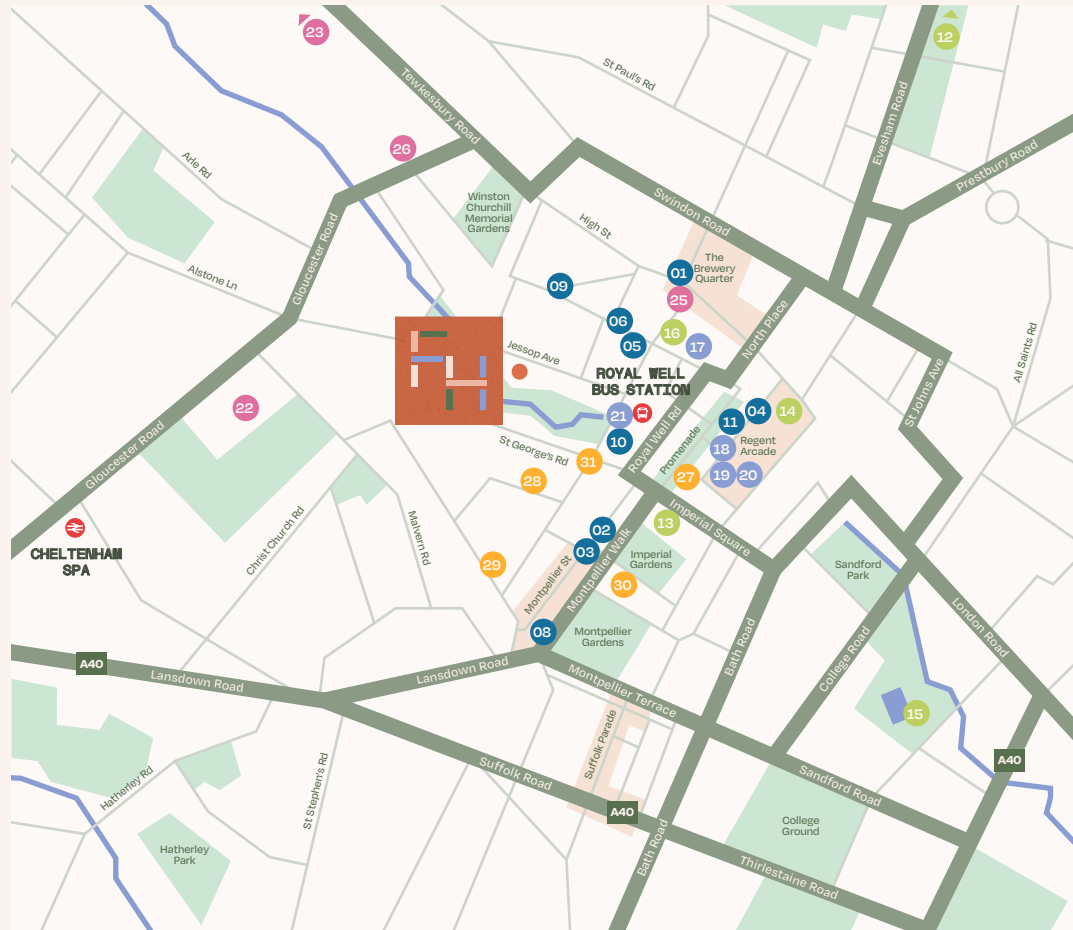 23
12
St Paul's Rd
Tewkesbury Road
Evesham Road
26
Prestbury Road
Arle Rd
Winston
Churchill
Memorial
Gardens
Swindon Road
High St
Gloucester Road
Alstone Ln
The
Brewery
Quarter
01
25
09
06
05
16
17
North Place
Jessop Ave
All Saints Rd
ROYAL WELL
BUS STATION
St Johns Ave
22
21
10
Royal Well Rd
Promenade
11
04
14
Regent
Arcade
18
19
20
Gloucester Road
St George's Rd
31
28
27
CHELTENHAM
SPA
Christ Church Rd
Malvern Rd
02
03
13
Imperial Square
Montpellier Walk
Imperial
Gardens
29
30
Montpellier St
Sandford
Park
London Road
08
Montpellier
Gardens
Bath Road
College Road
A40
Lansdown Road
Lansdown Road
Montpellier Terrace
15
Suffolk Parade
A40
Suffolk Road
Sandford Road
Hatherley Rd
St Stephen's Rd
A40
Bath Road
College
Ground
Hatherley
Park
Thirlestaine Road